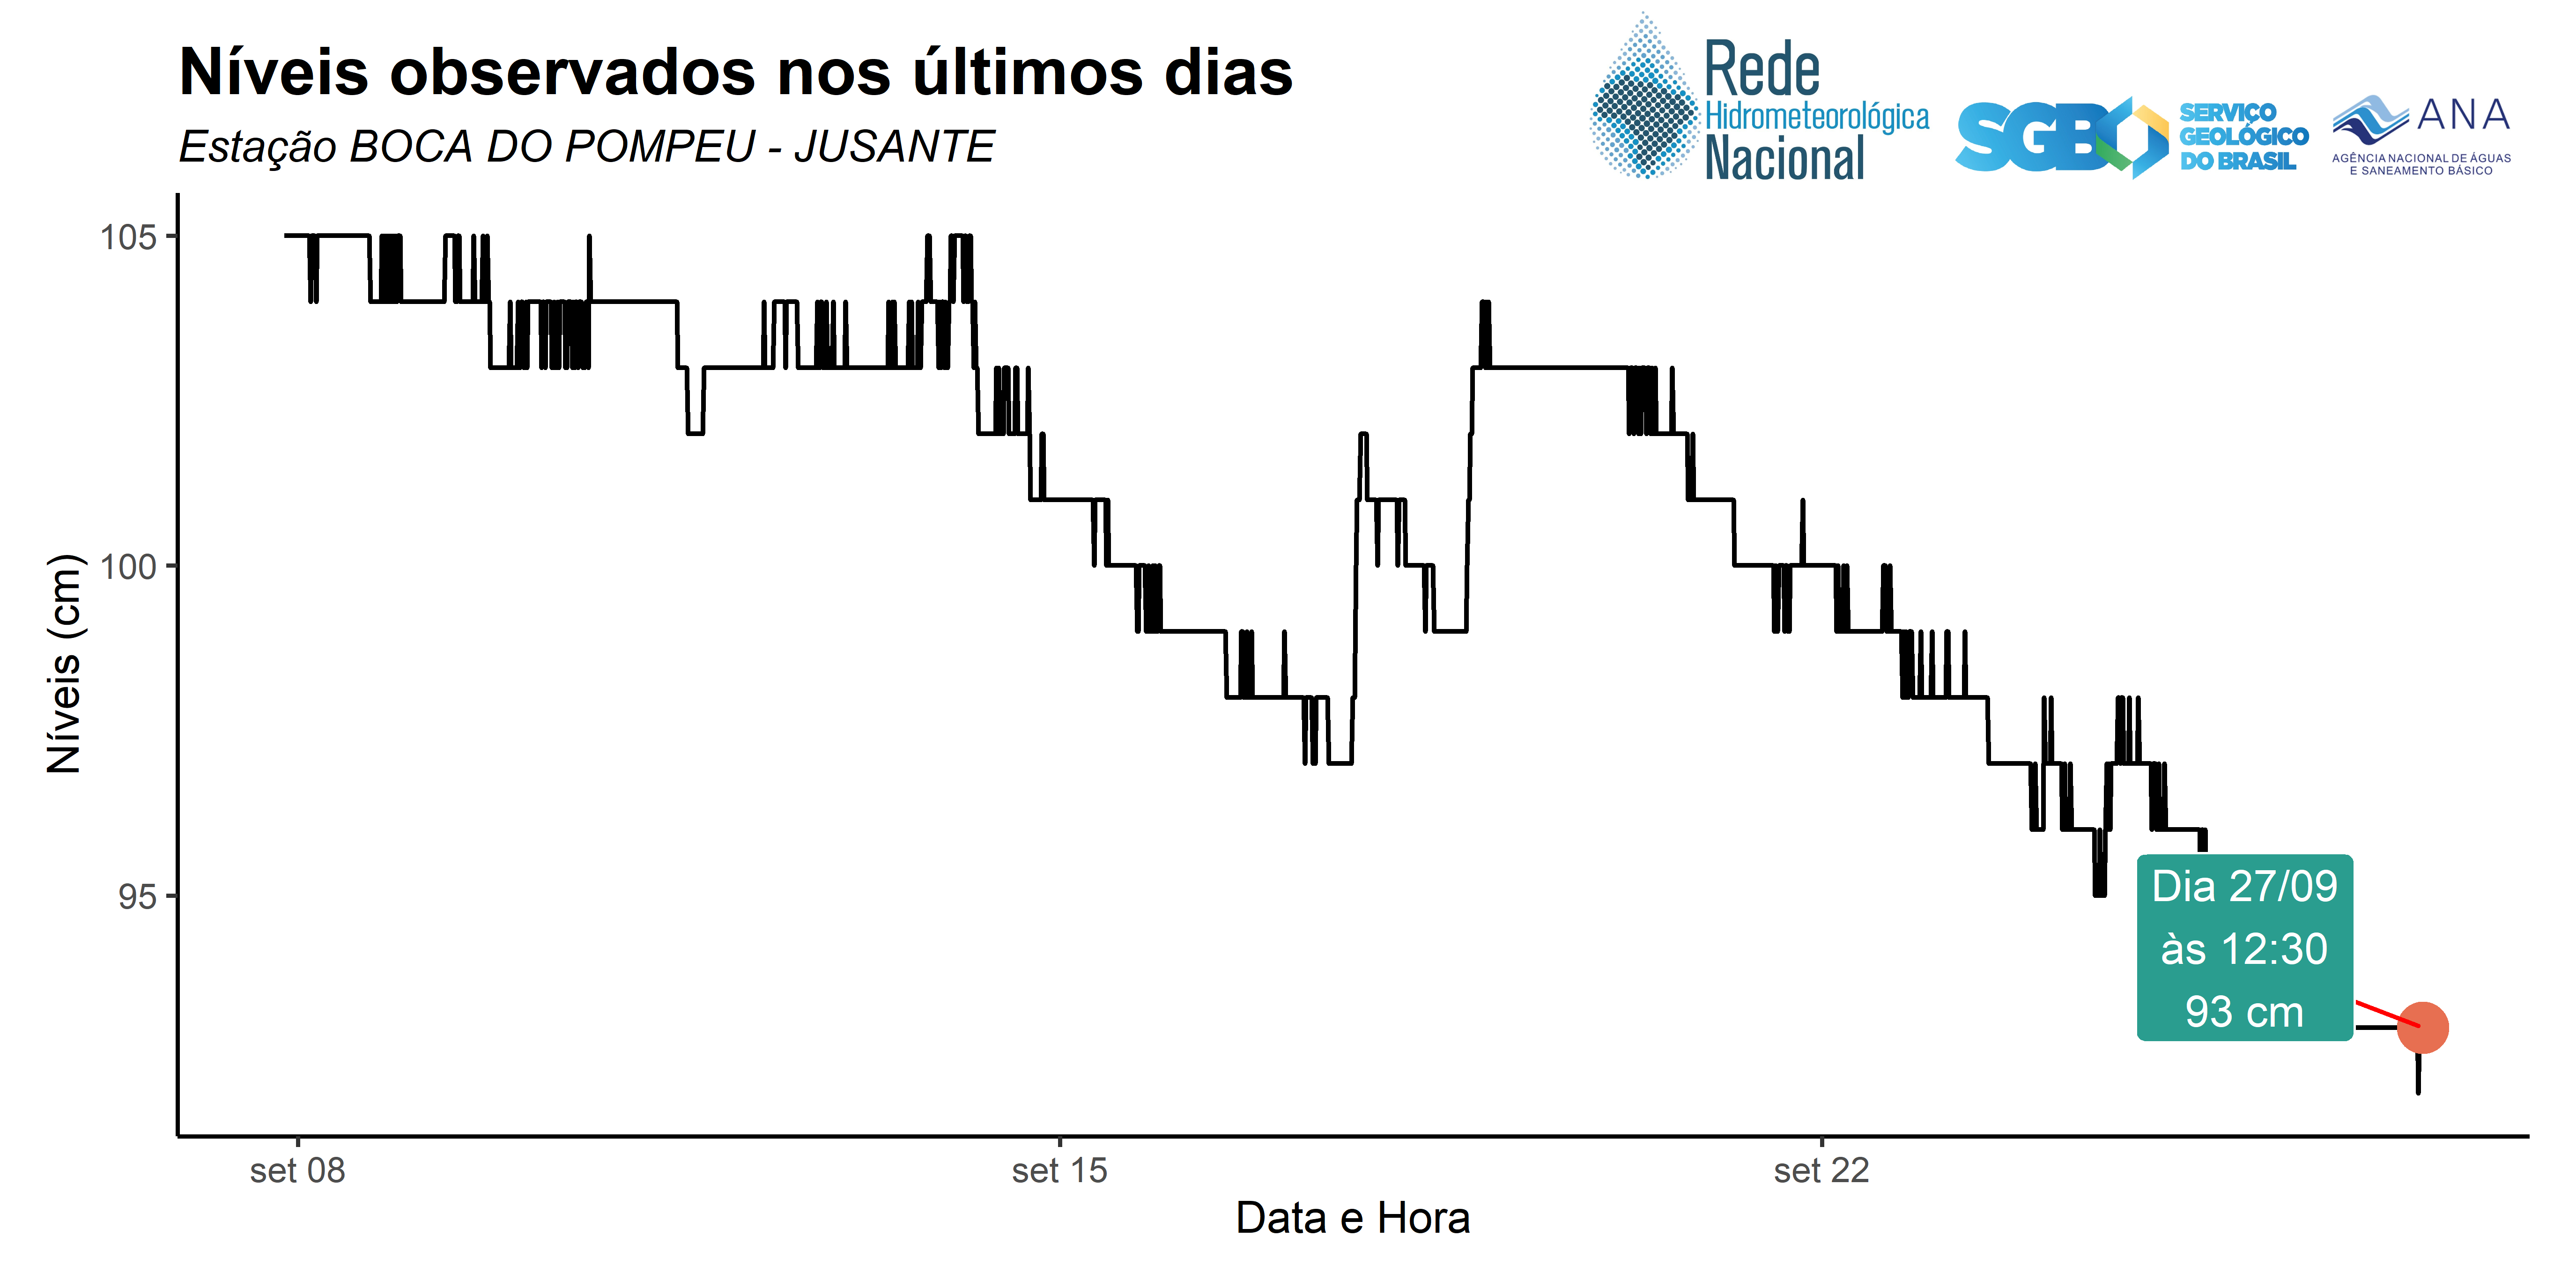 Níveis observados nos últimos dias
Estação BOCA DO POMPEU - JUSANTE
Rede
Hidrometeorológica
Nacional
SGB
SERVIÇO
GEOLÓGICO
DO BRASIL
ANA
AGÊNCIA NACIONAL DE ÁGUAS
E SANEAMENTO BÁSICO
Níveis (cm)
105
100
95
Dia 27/09
às 12:30
93 cm
set 08
set 15
set 22
Data e Hora